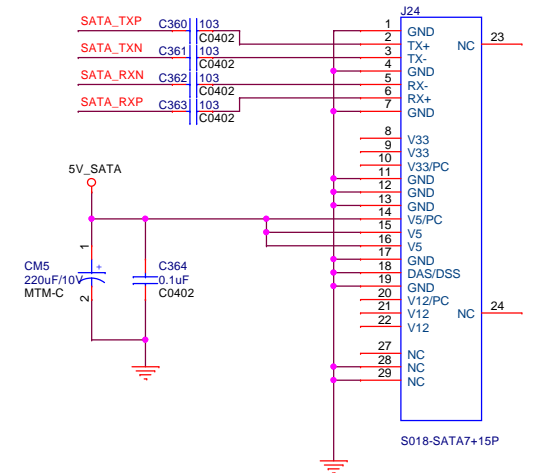 J24
SATA_TXP C360 103 1 GND
C0402 2 TX+ NC 23
SATA_TXN C361 103 3 TX-
C0402 4 GND
SATA_RXN C362 103 5 RX-
C0402 6 RX+
SATA_RXP C363 103 7 GND
C0402
8 V33
9 V33
10 V33/PC
5V_SATA 11 GND
12 GND
13 GND
14 V5/PC
15 V5
16 V5
17 GND
CM5 1 + C364 18 DAS/DSS
220uF/10V 0.1uF 19 GND
MTM-C 2 C0402 20 V12/PC
21 V12 NC 24
22 V12
27 NC
28 NC
29 NC
S018-SATA7+15P